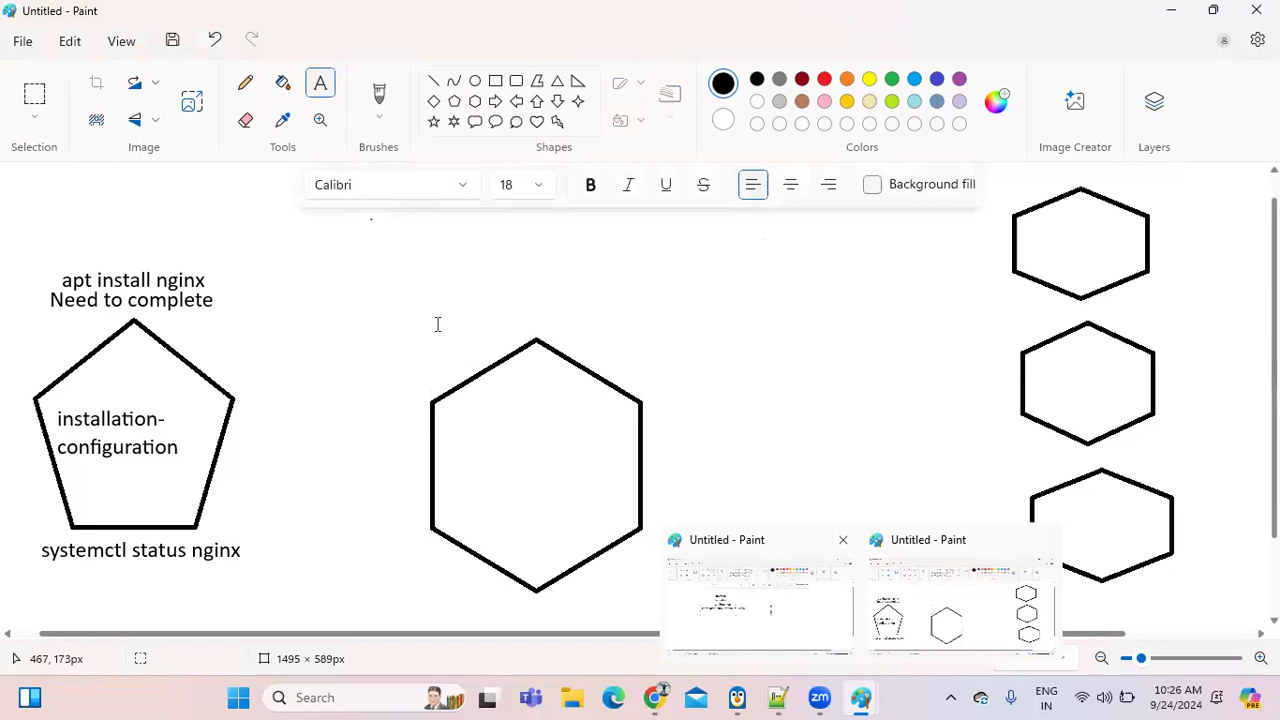 Untitled - Paint
File Edit View
Selection Image Tools Brushes Shapes Colors Image Creator Layers
Calibri 18 B I U S Background fill
apt install nginx
Need to complete
installation-
configuration
systemctl status nginx
Untitled - Paint Untitled - Paint
467, 173px 1495 × 585px
Search ENG 10:26 AM
IN 9/24/2024